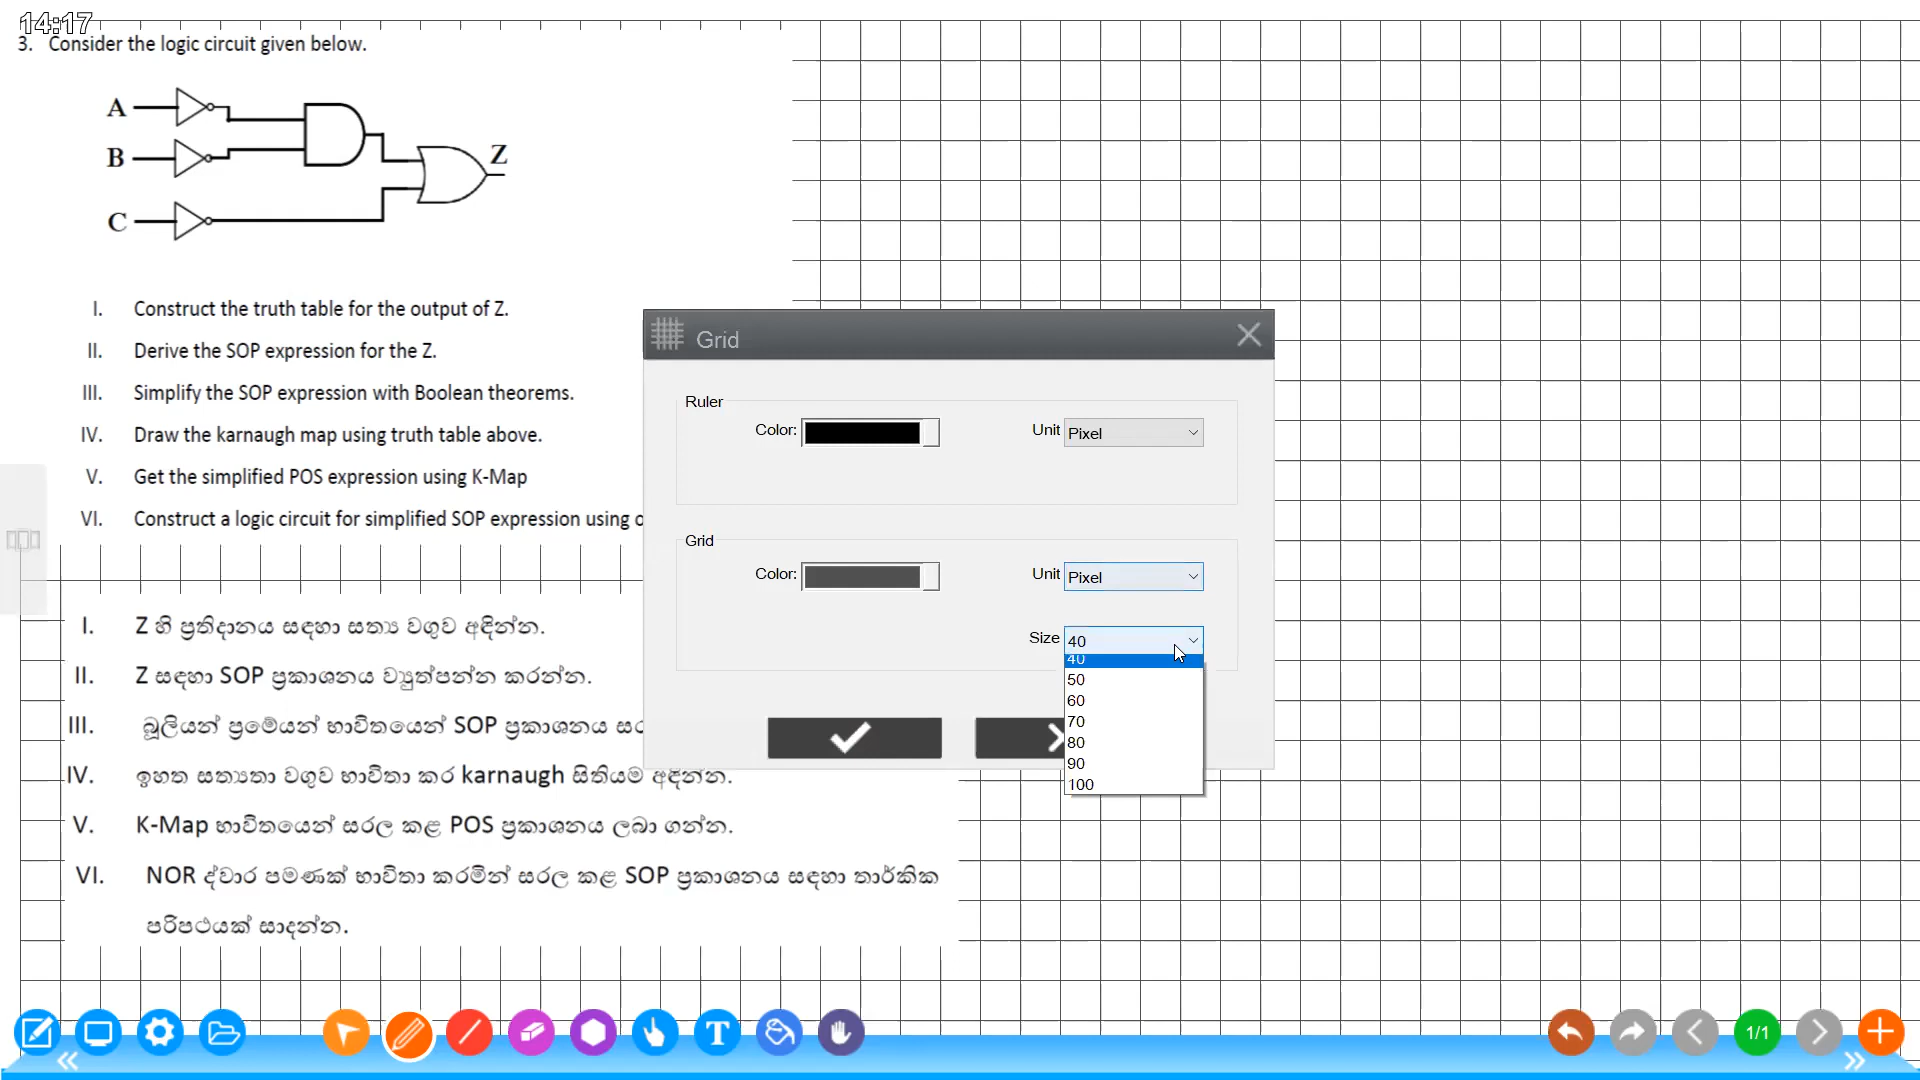 14:17
3. Consider the logic circuit given below.
A
B
Z
C
I. Construct the truth table for the output of Z.
II. Derive the SOP expression for the Z.
III. Simplify the SOP expression with Boolean theorems.
IV. Draw the karnaugh map using truth table above.
V. Get the simplified POS expression using K-Map
VI. Construct a logic circuit for simplified SOP expression using
Grid
Ruler
Color:
Unit Pixel
Grid
Color:
Unit Pixel
Size 40
40
50
60
70
80
90
100
I. Z හි ප්‍රතිදානය සඳහා සත්‍ය වගුව අඳින්න.
II. Z සඳහා SOP ප්‍රකාශනය ව්‍යුත්පන්න කරන්න.
III. බූලියන් ප්‍රමේයන් භාවිතයෙන් SOP ප්‍රකාශනය
IV. ඉහත සත්‍යතා වගුව භාවිතා කර karnaugh සිතියම අඳින්න.
V. K-Map භාවිතයෙන් සරල කළ POS ප්‍රකාශනය ලබා ගන්න.
VI. NOR ද්වාර පමණක් භාවිතා කරමින් සරල කළ SOP ප්‍රකාශනය සඳහා තාර්කික
පරිපථයක් සාදන්න.
T
1/1